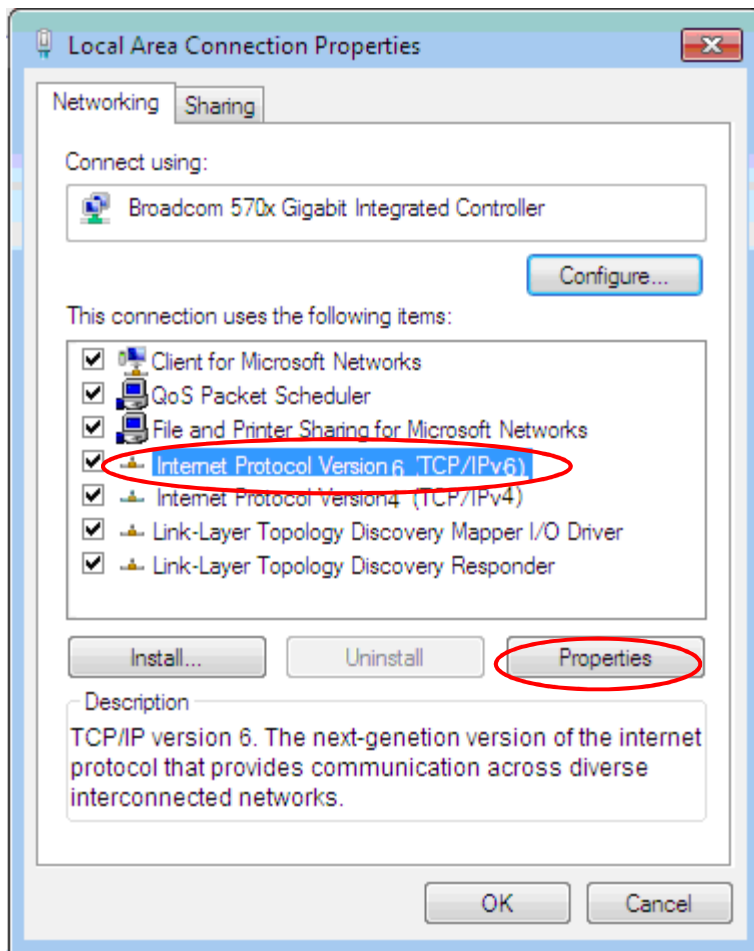 Local Area Connection Properties
Networking
Sharing
Connect using:
Broadcom 570x Gigabit Integrated Controller
Configure...
This connection uses the following items:
Client for Microsoft Networks
QoS Packet Scheduler
File and Printer Sharing for Microsoft Networks
Internet Protocol Version 6 (TCP/IPv6)
Internet Protocol Version4 (TCP/IPv4)
Link-Layer Topology Discovery Mapper I/O Driver
Link-Layer Topology Discovery Responder
Install...
Uninstall
Properties
Description
TCP/IP version 6. The next-genetion version of the internet
protocol that provides communication across diverse
interconnected networks.
OK
Cancel